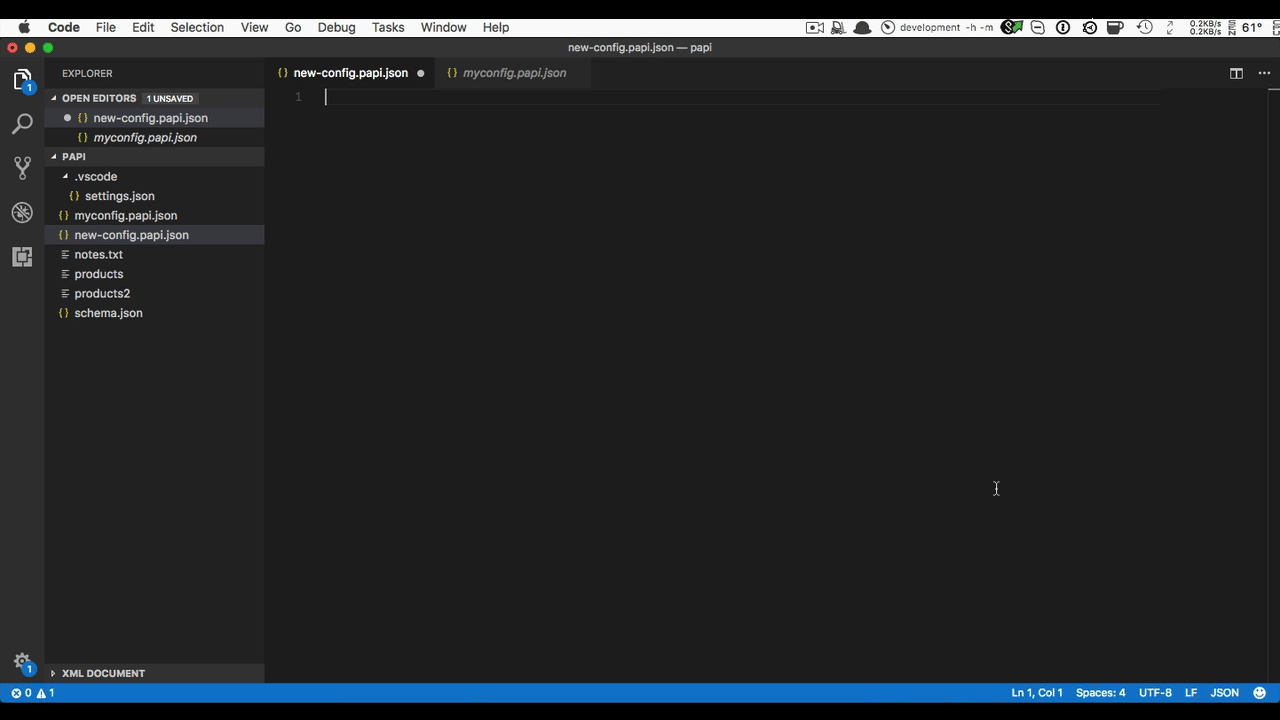 Code File Edit Selection View Go Debug Tasks Window Help development -h -m 0.2KB/s 0.2KB/s 61°
new-config.papi.json — papi
EXPLORER
OPEN EDITORS 1 UNSAVED
new-config.papi.json
myconfig.papi.json
PAPI
.vscode
{} settings.json
{} myconfig.papi.json
{} new-config.papi.json
notes.txt
products
products2
{} schema.json
XML DOCUMENT
{} new-config.papi.json {} myconfig.papi.json
1
1
1
0 1 Ln 1, Col 1 Spaces: 4 UTF-8 LF JSON